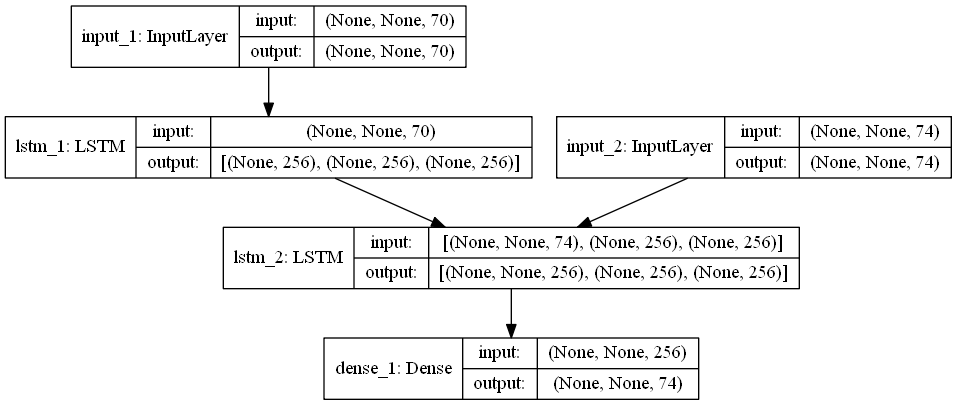 input_1: InputLayer
input: (None, None, 70)
output: (None, None, 70)
lstm_1: LSTM
input: (None, None, 70)
output: [(None, 256), (None, 256), (None, 256)]
input_2: InputLayer
input: (None, None, 74)
output: (None, None, 74)
lstm_2: LSTM
input: [(None, None, 74), (None, 256), (None, 256)]
output: [(None, None, 256), (None, 256), (None, 256)]
dense_1: Dense
input: (None, None, 256)
output: (None, None, 74)